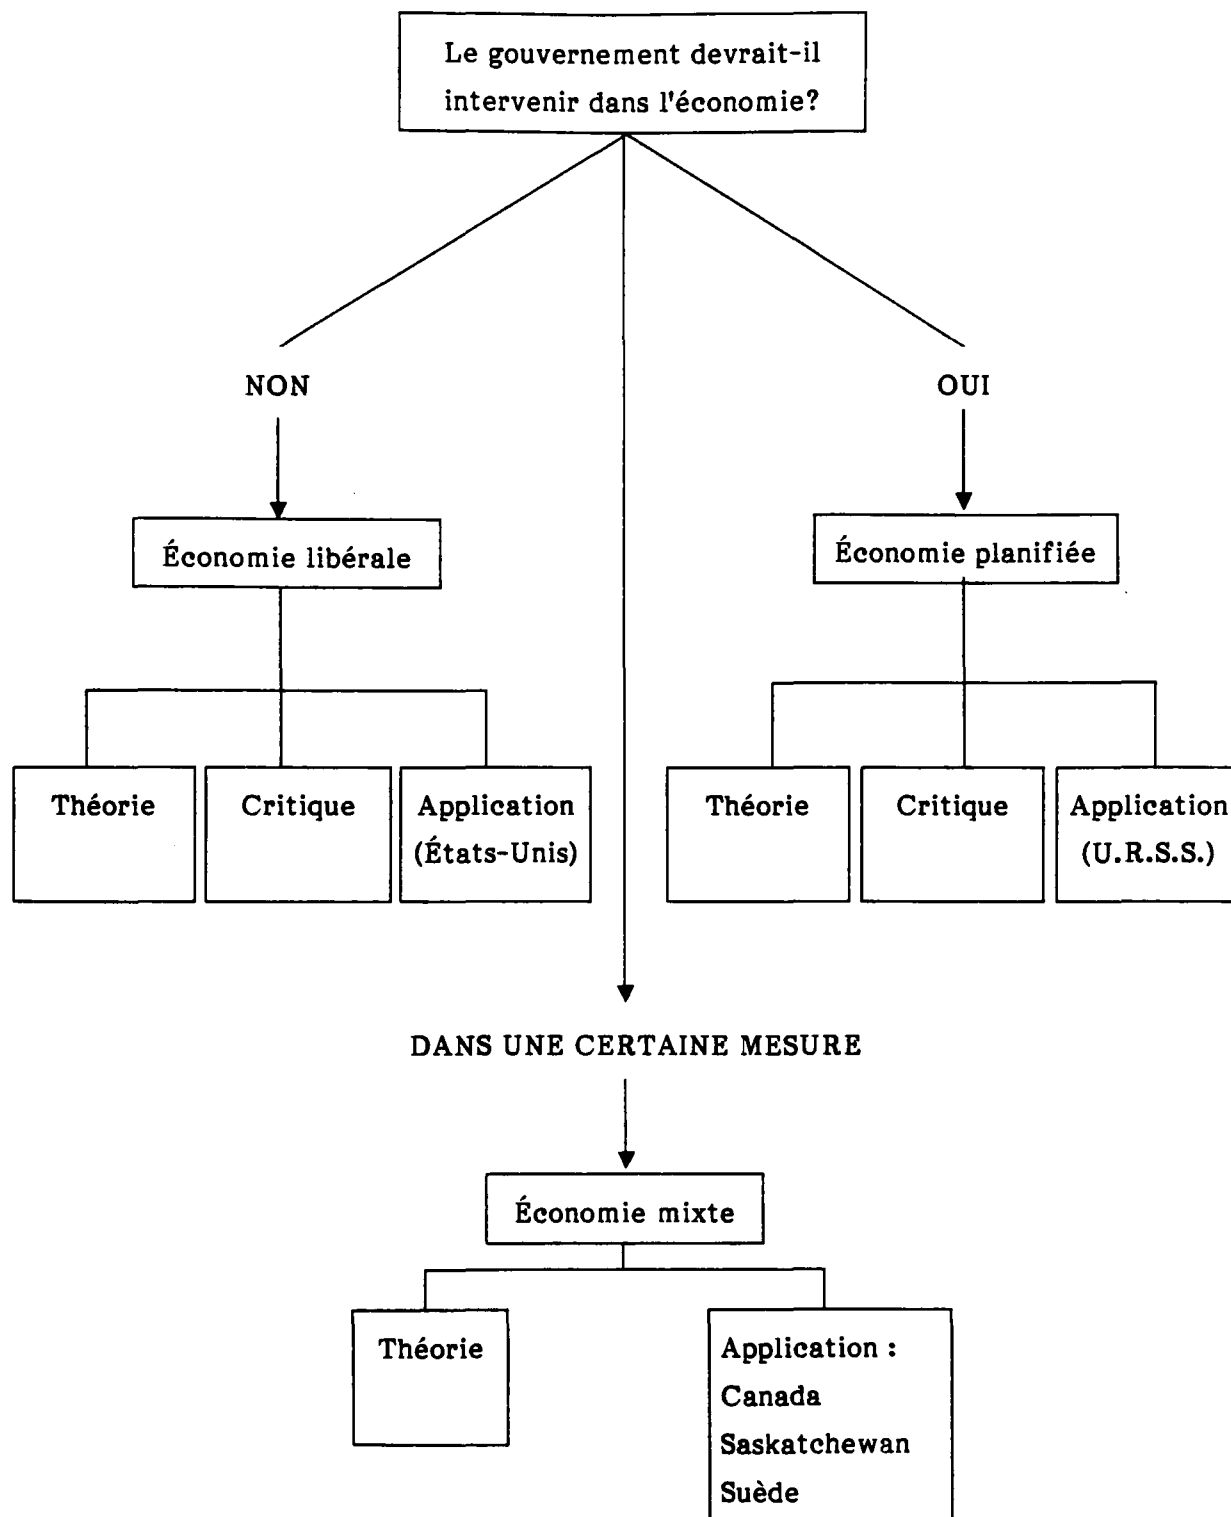 Le gouvernement devrait-il
intervenir dans l'économie?
NON
OUI
Économie libérale
Économie planifiée
Théorie
Critique
Application
(États-Unis)
Théorie
Critique
Application
(U.R.S.S.)
DANS UNE CERTAINE MESURE
Économie mixte
Théorie
Application :
Canada
Saskatchewan
Suède